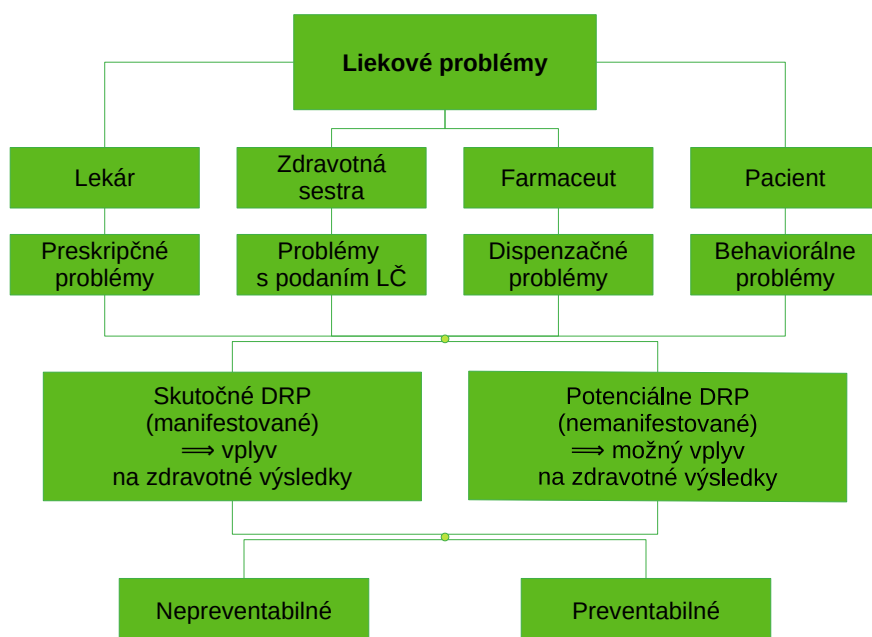 Liekové problémy
Lekár
Zdravotná
sestra
Farmaceut
Pacient
Preskripčné
problémy
Problémy
s podaním LČ
Dispenzačné
problémy
Behaviorálne
problémy
Skutočné DRP
(manifestované)
⟹ vplyv
na zdravotné výsledky
Potenciálne DRP
(nemanifestované)
⟹ možný vplyv
na zdravotné výsledky
Nepreventabilné
Preventabilné